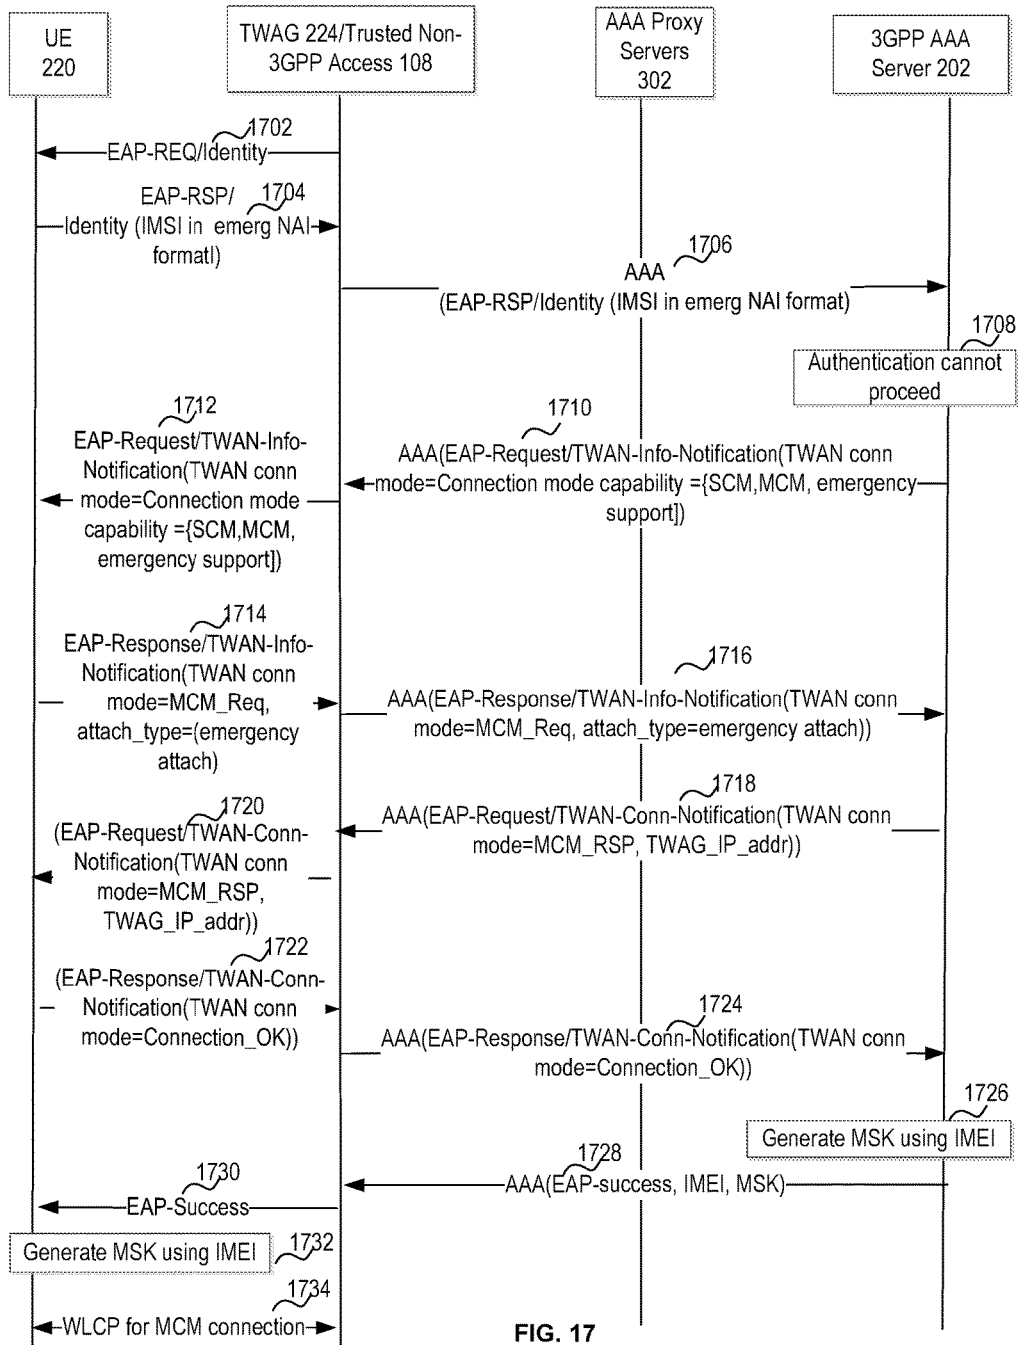 UE
220
TWAG 224/Trusted Non-
3GPP Access 108
AAA Proxy
Servers
302
3GPP AAA
Server 202
1702
EAP-REQ/Identity
EAP-RSP/
1704
Identity (IMSI in emerg NAI
formatl)
1706
AAA
(EAP-RSP/Identity (IMSI in emerg NAI format)
1708
Authentication cannot
proceed
1710
AAA(EAP-Request/TWAN-Info-Notification(TWAN conn
mode=Connection mode capability ={SCM,MCM, emergency
support])
1712
EAP-Request/TWAN-Info-
Notification(TWAN conn
mode=Connection mode
capability ={SCM,MCM,
emergency support])
1714
EAP-Response/TWAN-Info-
Notification(TWAN conn
mode=MCM_Req,
attach_type=(emergency
attach)
1716
AAA(EAP-Response/TWAN-Info-Notification(TWAN conn
mode=MCM_Req, attach_type=emergency attach))
1718
AAA(EAP-Request/TWAN-Conn-Notification(TWAN conn
mode=MCM_RSP, TWAG_IP_addr))
1720
(EAP-Request/TWAN-Conn-
Notification(TWAN conn
mode=MCM_RSP,
TWAG_IP_addr))
1722
(EAP-Response/TWAN-Conn-
Notification(TWAN conn
mode=Connection_OK))
1724
AAA(EAP-Response/TWAN-Conn-Notification(TWAN conn
mode=Connection_OK))
1726
Generate MSK using IMEI
1728
AAA(EAP-success, IMEI, MSK)
1730
EAP-Success
Generate MSK using IMEI
1732
1734
WLCP for MCM connection
FIG. 17